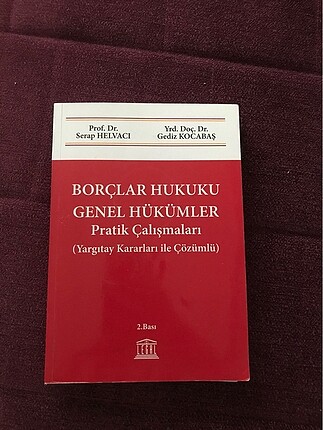 Prof. Dr.
Serap HELVACI
Yrd. Doç. Dr.
Gediz KOCABAŞ
BORÇLAR HUKUKU
GENEL HÜKÜMLER
Pratik Çalışmaları
(Yargıtay Kararları ile Çözümlü)
2.Bası
LEGAL